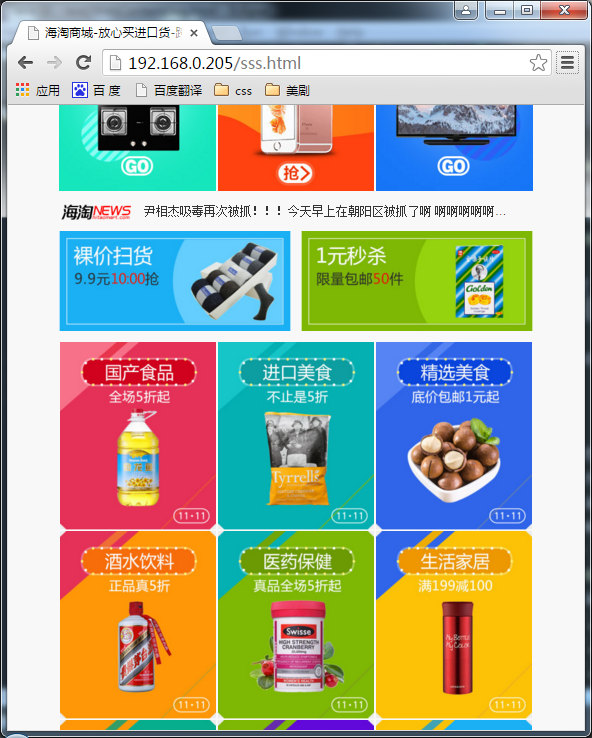 海淘商城-放心买进口货-
192.168.0.205/sss.html
应用 百度 百度翻译 css 美剧
GO 抢> GO
海淘NEWS 尹相杰吸毒再次被抓！！！今天早上在朝阳区被抓了啊 啊啊啊啊啊...
裸价扫货
9.9元10:00抢
1元秒杀
限量包邮50件
Golden
国产食品 进口美食 精选美食
全场5折起 不止是5折 底价包邮1元起
Tyrrells
11·11 11·11 11·11
酒水饮料 医药保健 生活家居
正品真5折 真品全场5折起 满199减100
Swisse
HIGH STRENGTH
CRANBERRY
My Bottle
My Color
11·11 11·11 11·11